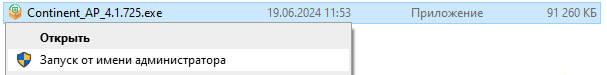 Continent_AP_4.1.725.exe 19.06.2024 11:53 Приложение 91 260 КБ
Открыть
Запуск от имени администратора